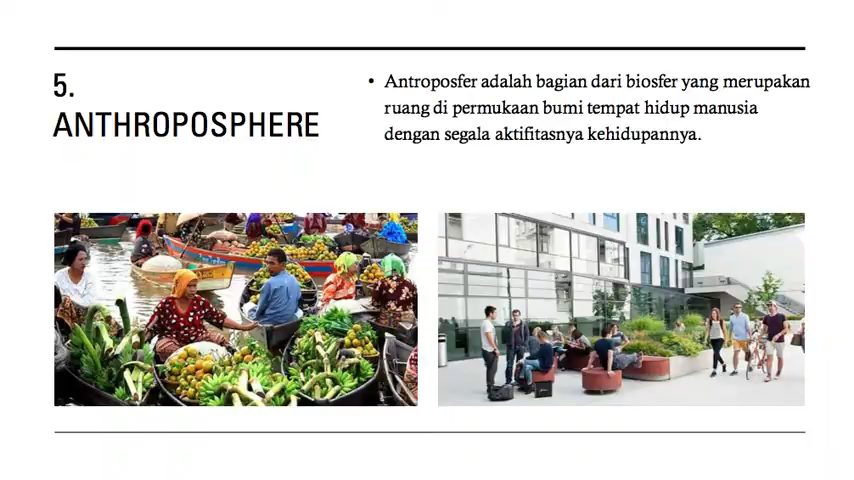 5.
ANTHROPOSPHERE
• Antroposfer adalah bagian dari biosfer yang merupakan
ruang di permukaan bumi tempat hidup manusia
dengan segala aktifitasnya kehidupannya.